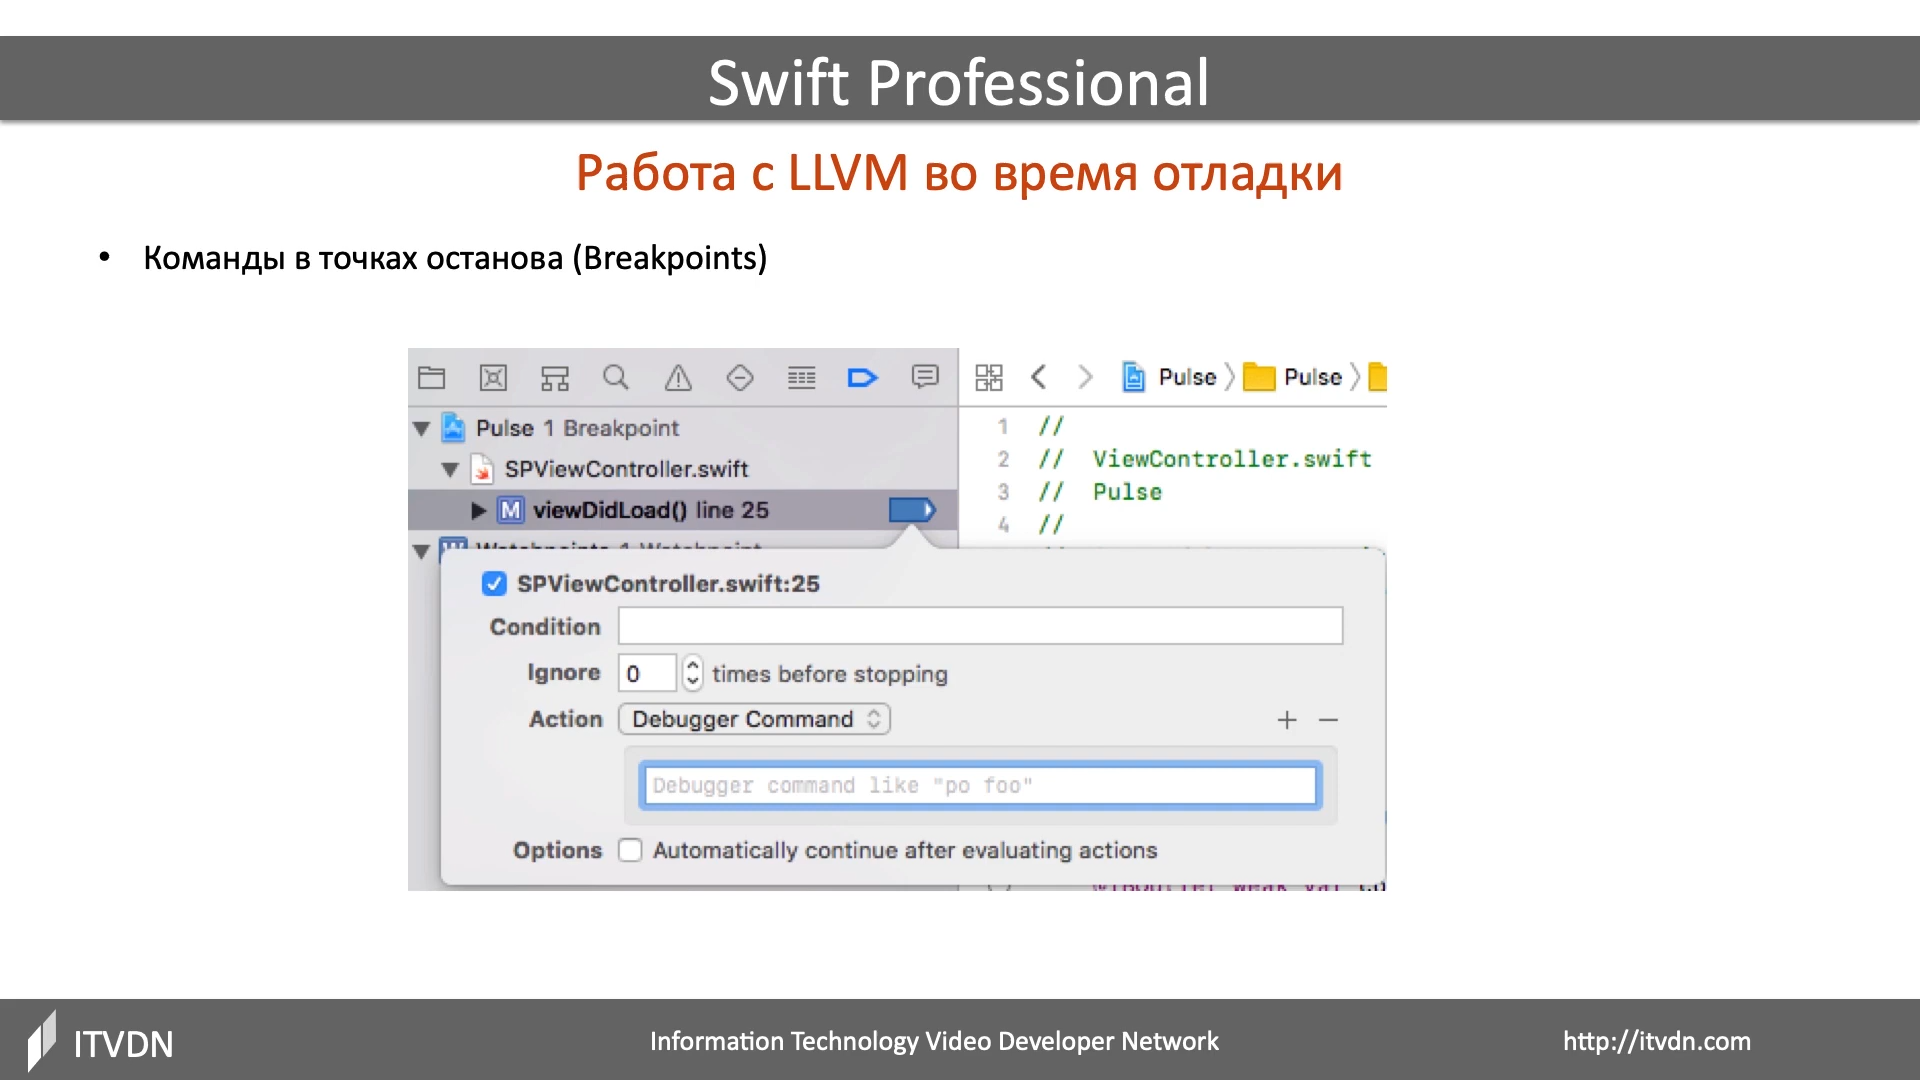 Swift Professional
Работа с LLVM во время отладки
• Команды в точках останова (Breakpoints)
Pulse 1 Breakpoint
SPViewController.swift
M viewDidLoad() line 25
Pulse Pulse
1 //
2 // ViewController.swift
3 // Pulse
4 //
SPViewController.swift:25
Condition
Ignore 0 times before stopping
Action Debugger Command + −
Debugger command like "po foo"
Options Automatically continue after evaluating actions
ITVDN
Information Technology Video Developer Network
http://itvdn.com